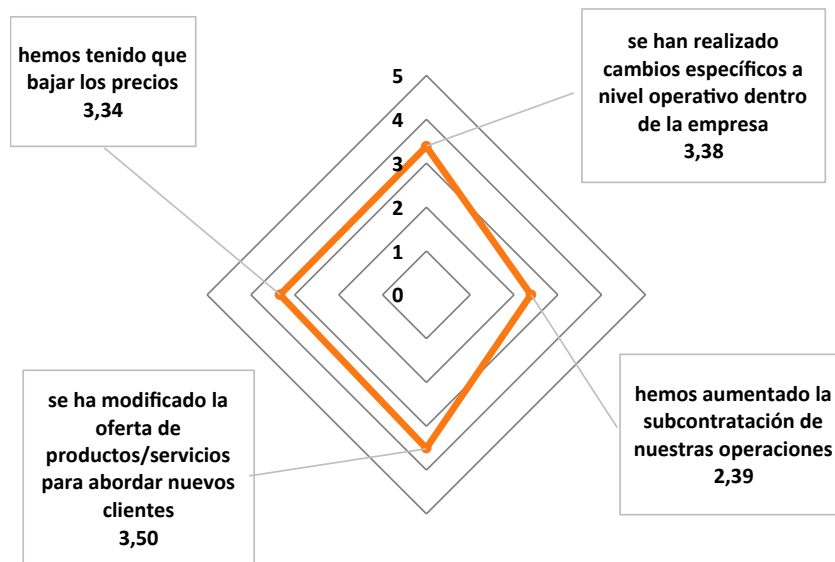 hemos tenido que
bajar los precios
3,34
se han realizado
cambios específicos a
nivel operativo dentro
de la empresa
3,38
5
4
3
2
1
0
se ha modificado la
oferta de
productos/servicios
para abordar nuevos
clientes
3,50
hemos aumentado la
subcontratación de
nuestras operaciones
2,39